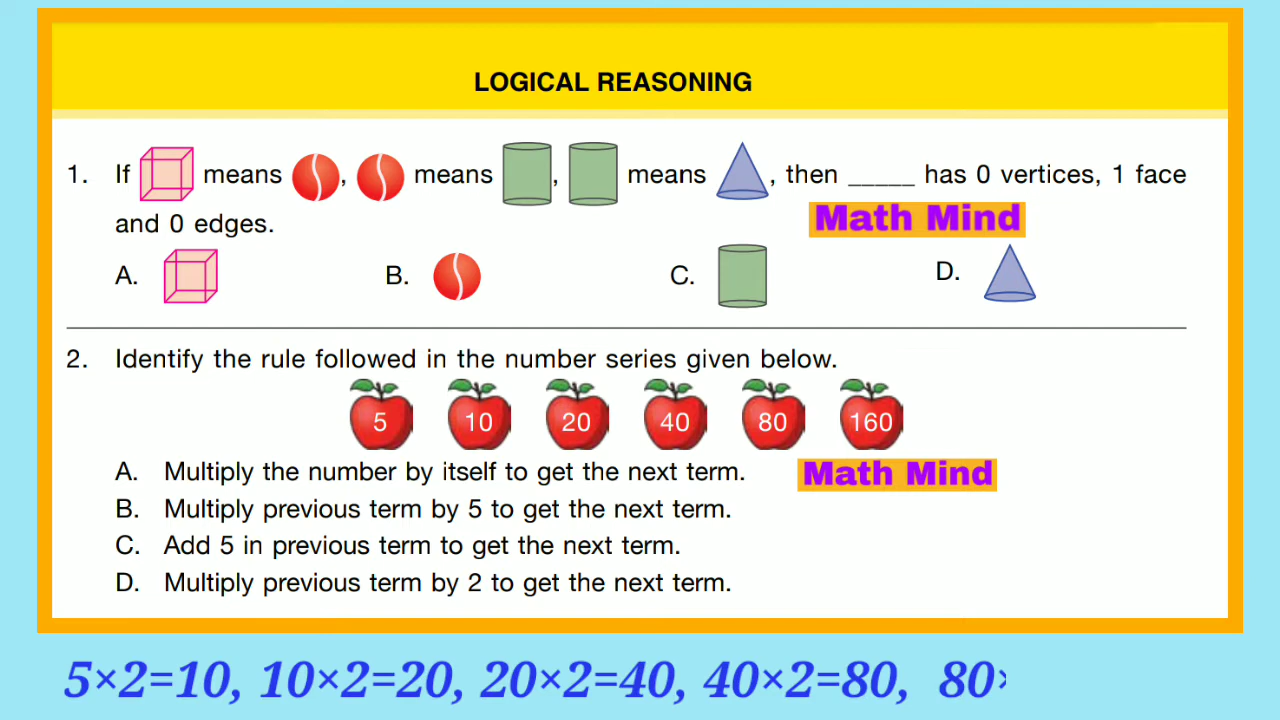 LOGICAL REASONING
1. If means , means , means , then _____ has 0 vertices, 1 face
and 0 edges.
Math Mind
A. B. C. D.
2. Identify the rule followed in the number series given below.
5 10 20 40 80 160
A. Multiply the number by itself to get the next term.
Math Mind
B. Multiply previous term by 5 to get the next term.
C. Add 5 in previous term to get the next term.
D. Multiply previous term by 2 to get the next term.
5×2=10, 10×2=20, 20×2=40, 40×2=80, 80×